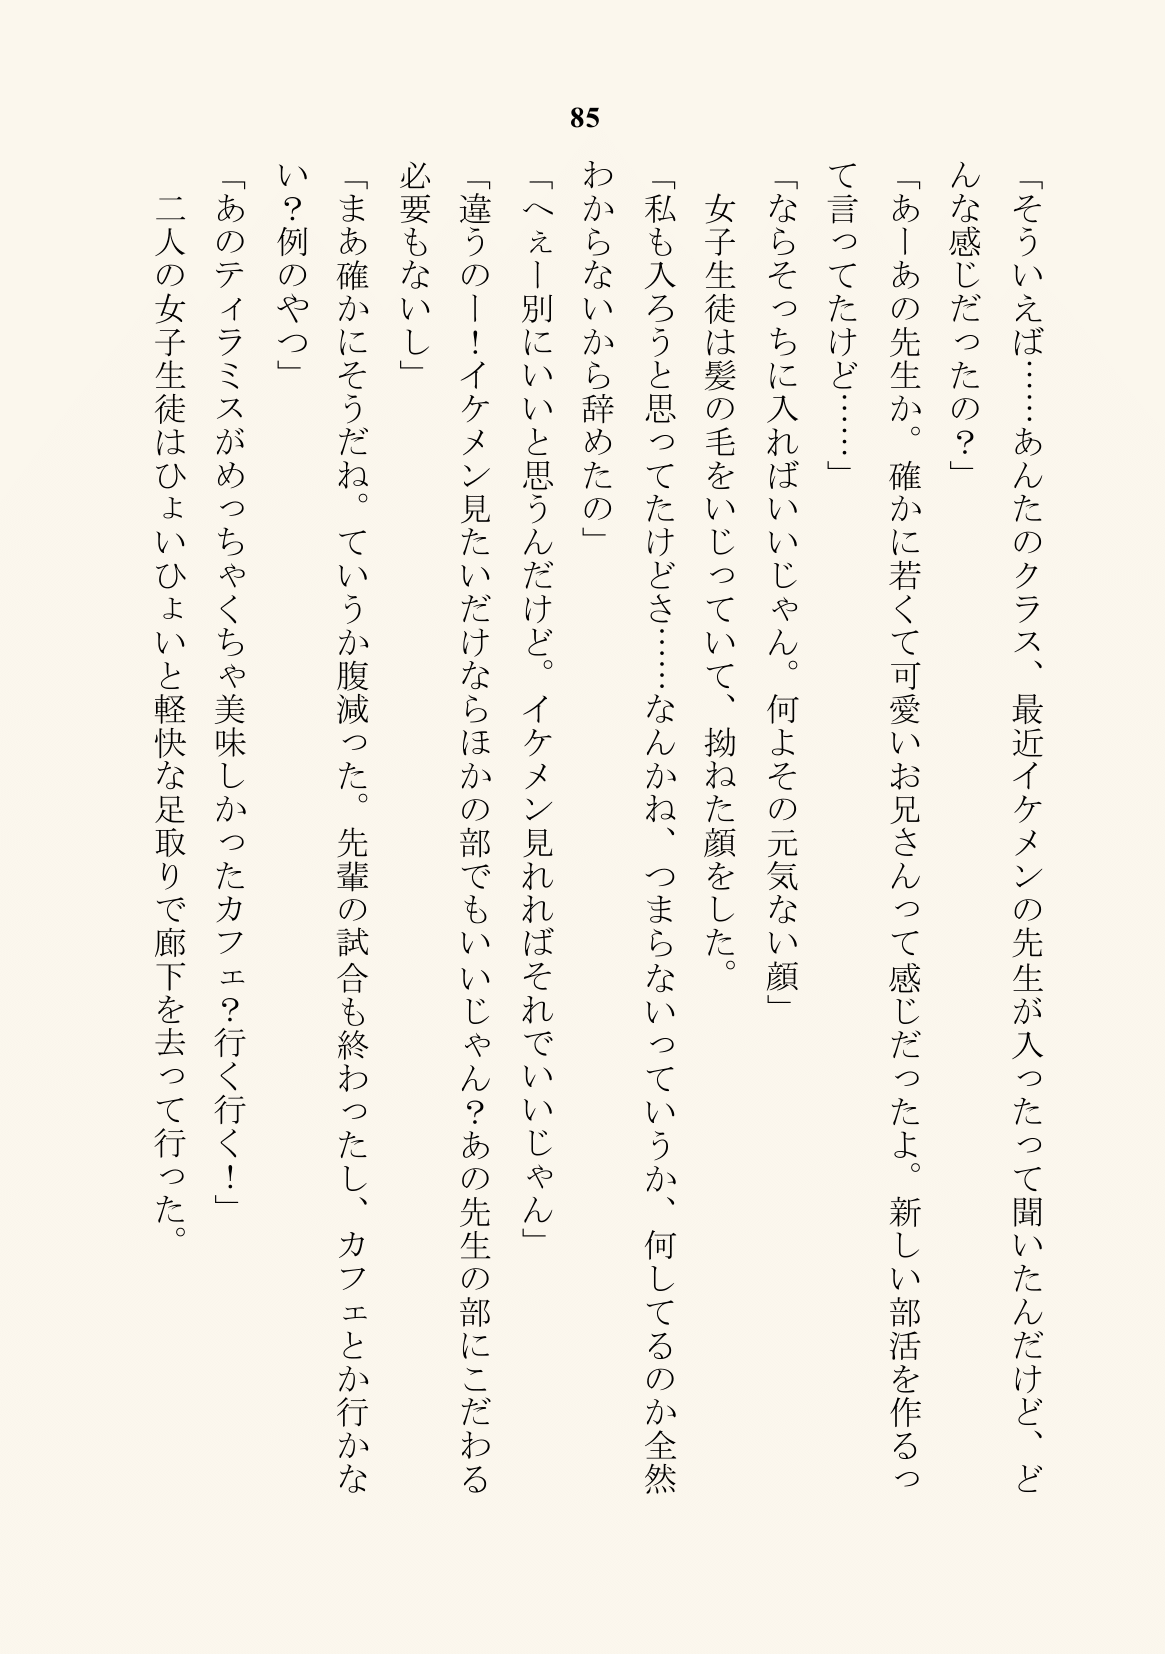 85
「そういえば……あんたのクラス、最近イケメンの先生が入ったって聞いたんだけど、ど
んな感じだったの？」
「あーあの先生か。確かに若くて可愛いお兄さんって感じだったよ。新しい部活を作るっ
て言ってたけど……」
「ならそっちに入ればいいじゃん。何よその元気ない顔」
　女子生徒は髪の毛をいじっていて、拗ねた顔をした。
「私も入ろうと思ってたけどさ……なんかね、つまらないっていうか、何してるのか全然
わからないから辞めたの」
「へぇー別にいいと思うんだけど。イケメン見れればそれでいいじゃん」
「違うのー！イケメン見たいだけならほかの部でもいいじゃん？あの先生の部にこだわる
必要もないし」
「まあ確かにそうだね。ていうか腹減った。先輩の試合も終わったし、カフェとか行かな
い？例のやつ」
「あのティラミスがめっちゃくちゃ美味しかったカフェ？行く行く！」
　二人の女子生徒はひょいひょいと軽快な足取りで廊下を去って行った。